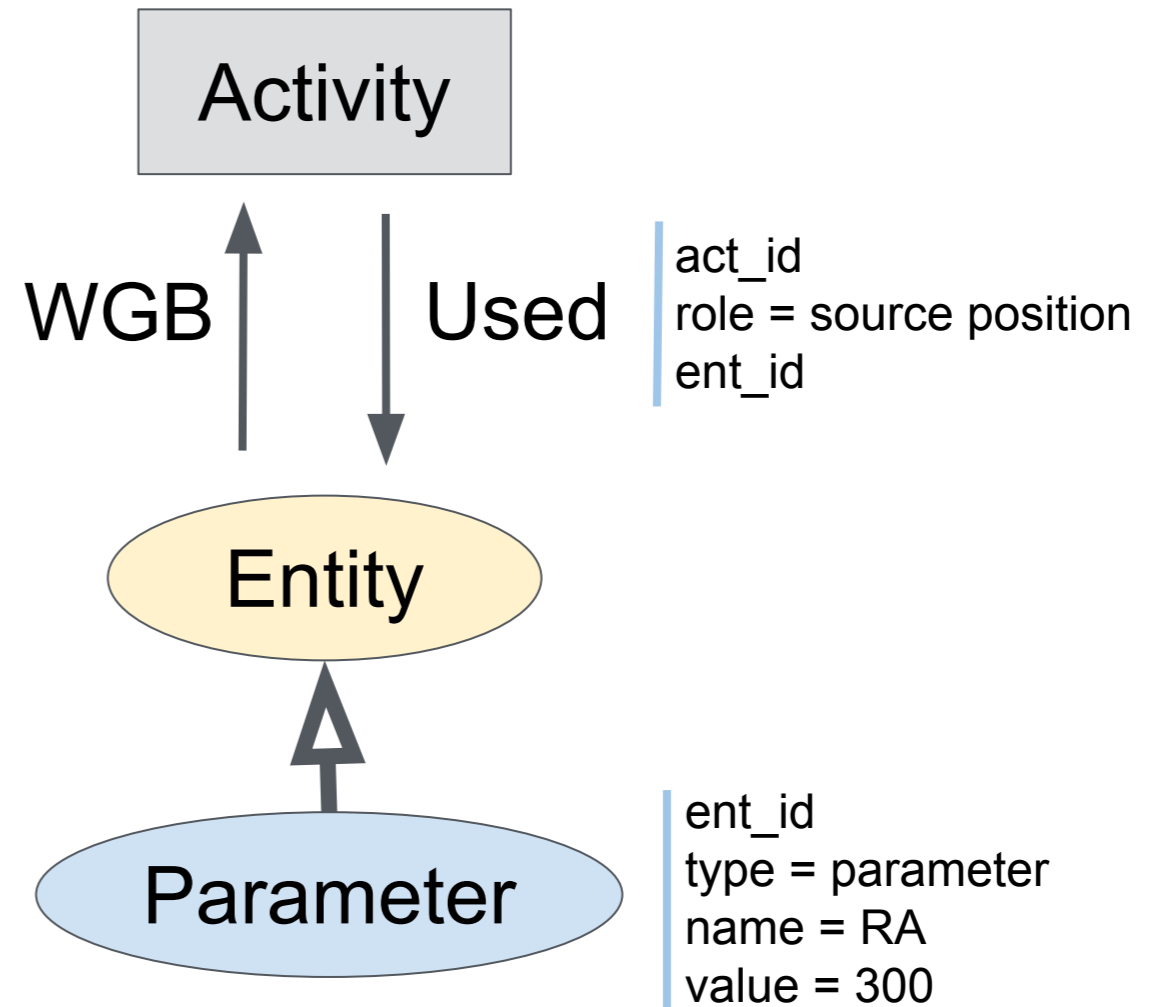 Activity
WGB
Used
act_id
role = source position
ent_id
Entity
Parameter
ent_id
type = parameter
name = RA
value = 300